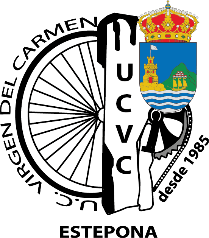 U.C. VIRGEN DEL CARMEN
UCVC
desde 1985
ESTEPONA